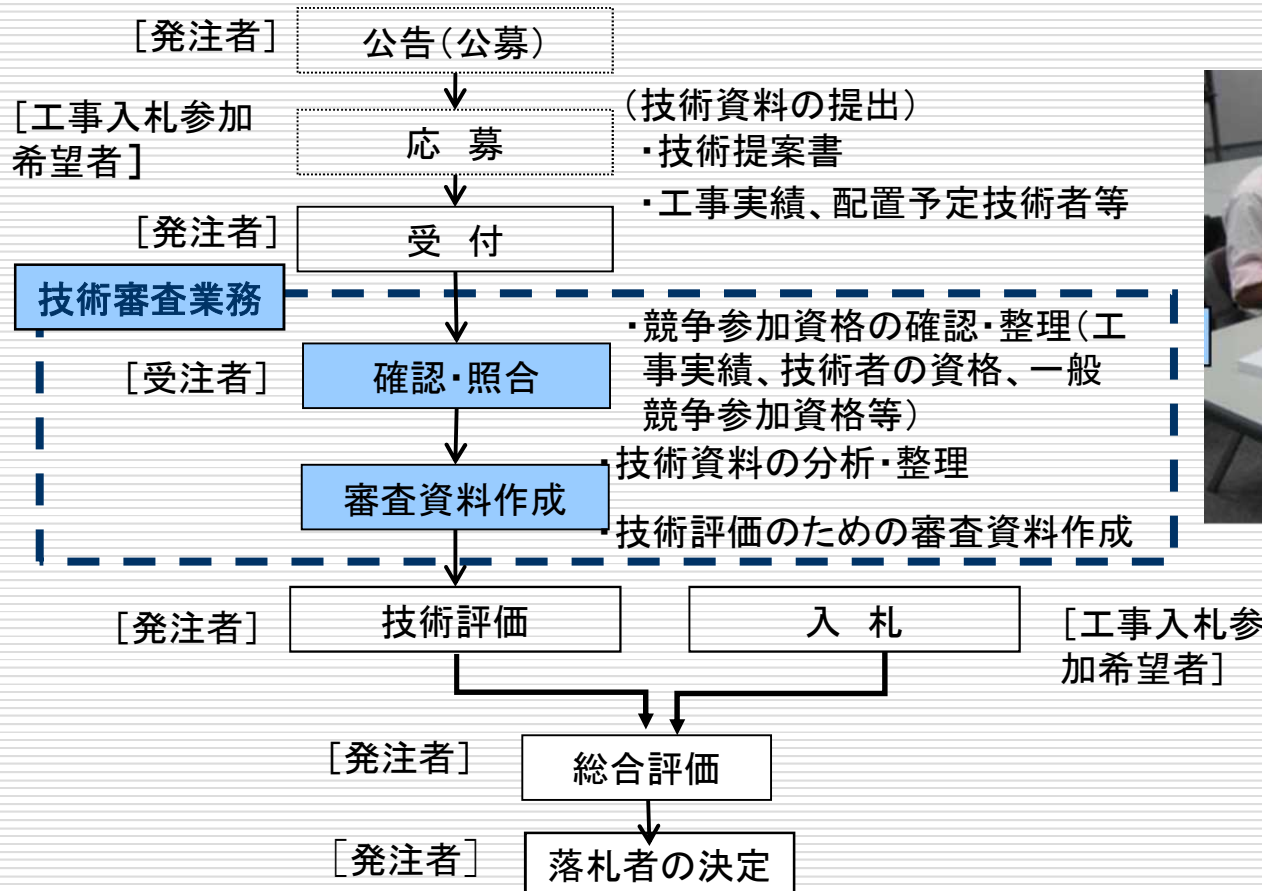 [発注者]
公告(公募)
[工事入札参加
希望者]
応 募
(技術資料の提出)
・技術提案書
・工事実績、配置予定技術者等
[発注者]
受 付
技術審査業務
[受注者]
確認・照合
・競争参加資格の確認・整理(工
事実績、技術者の資格、一般
競争参加資格等)
審査資料作成
・技術資料の分析・整理
・技術評価のための審査資料作成
[発注者]
技術評価
入 札
[工事入札参
加希望者]
[発注者]
総合評価
[発注者]
落札者の決定